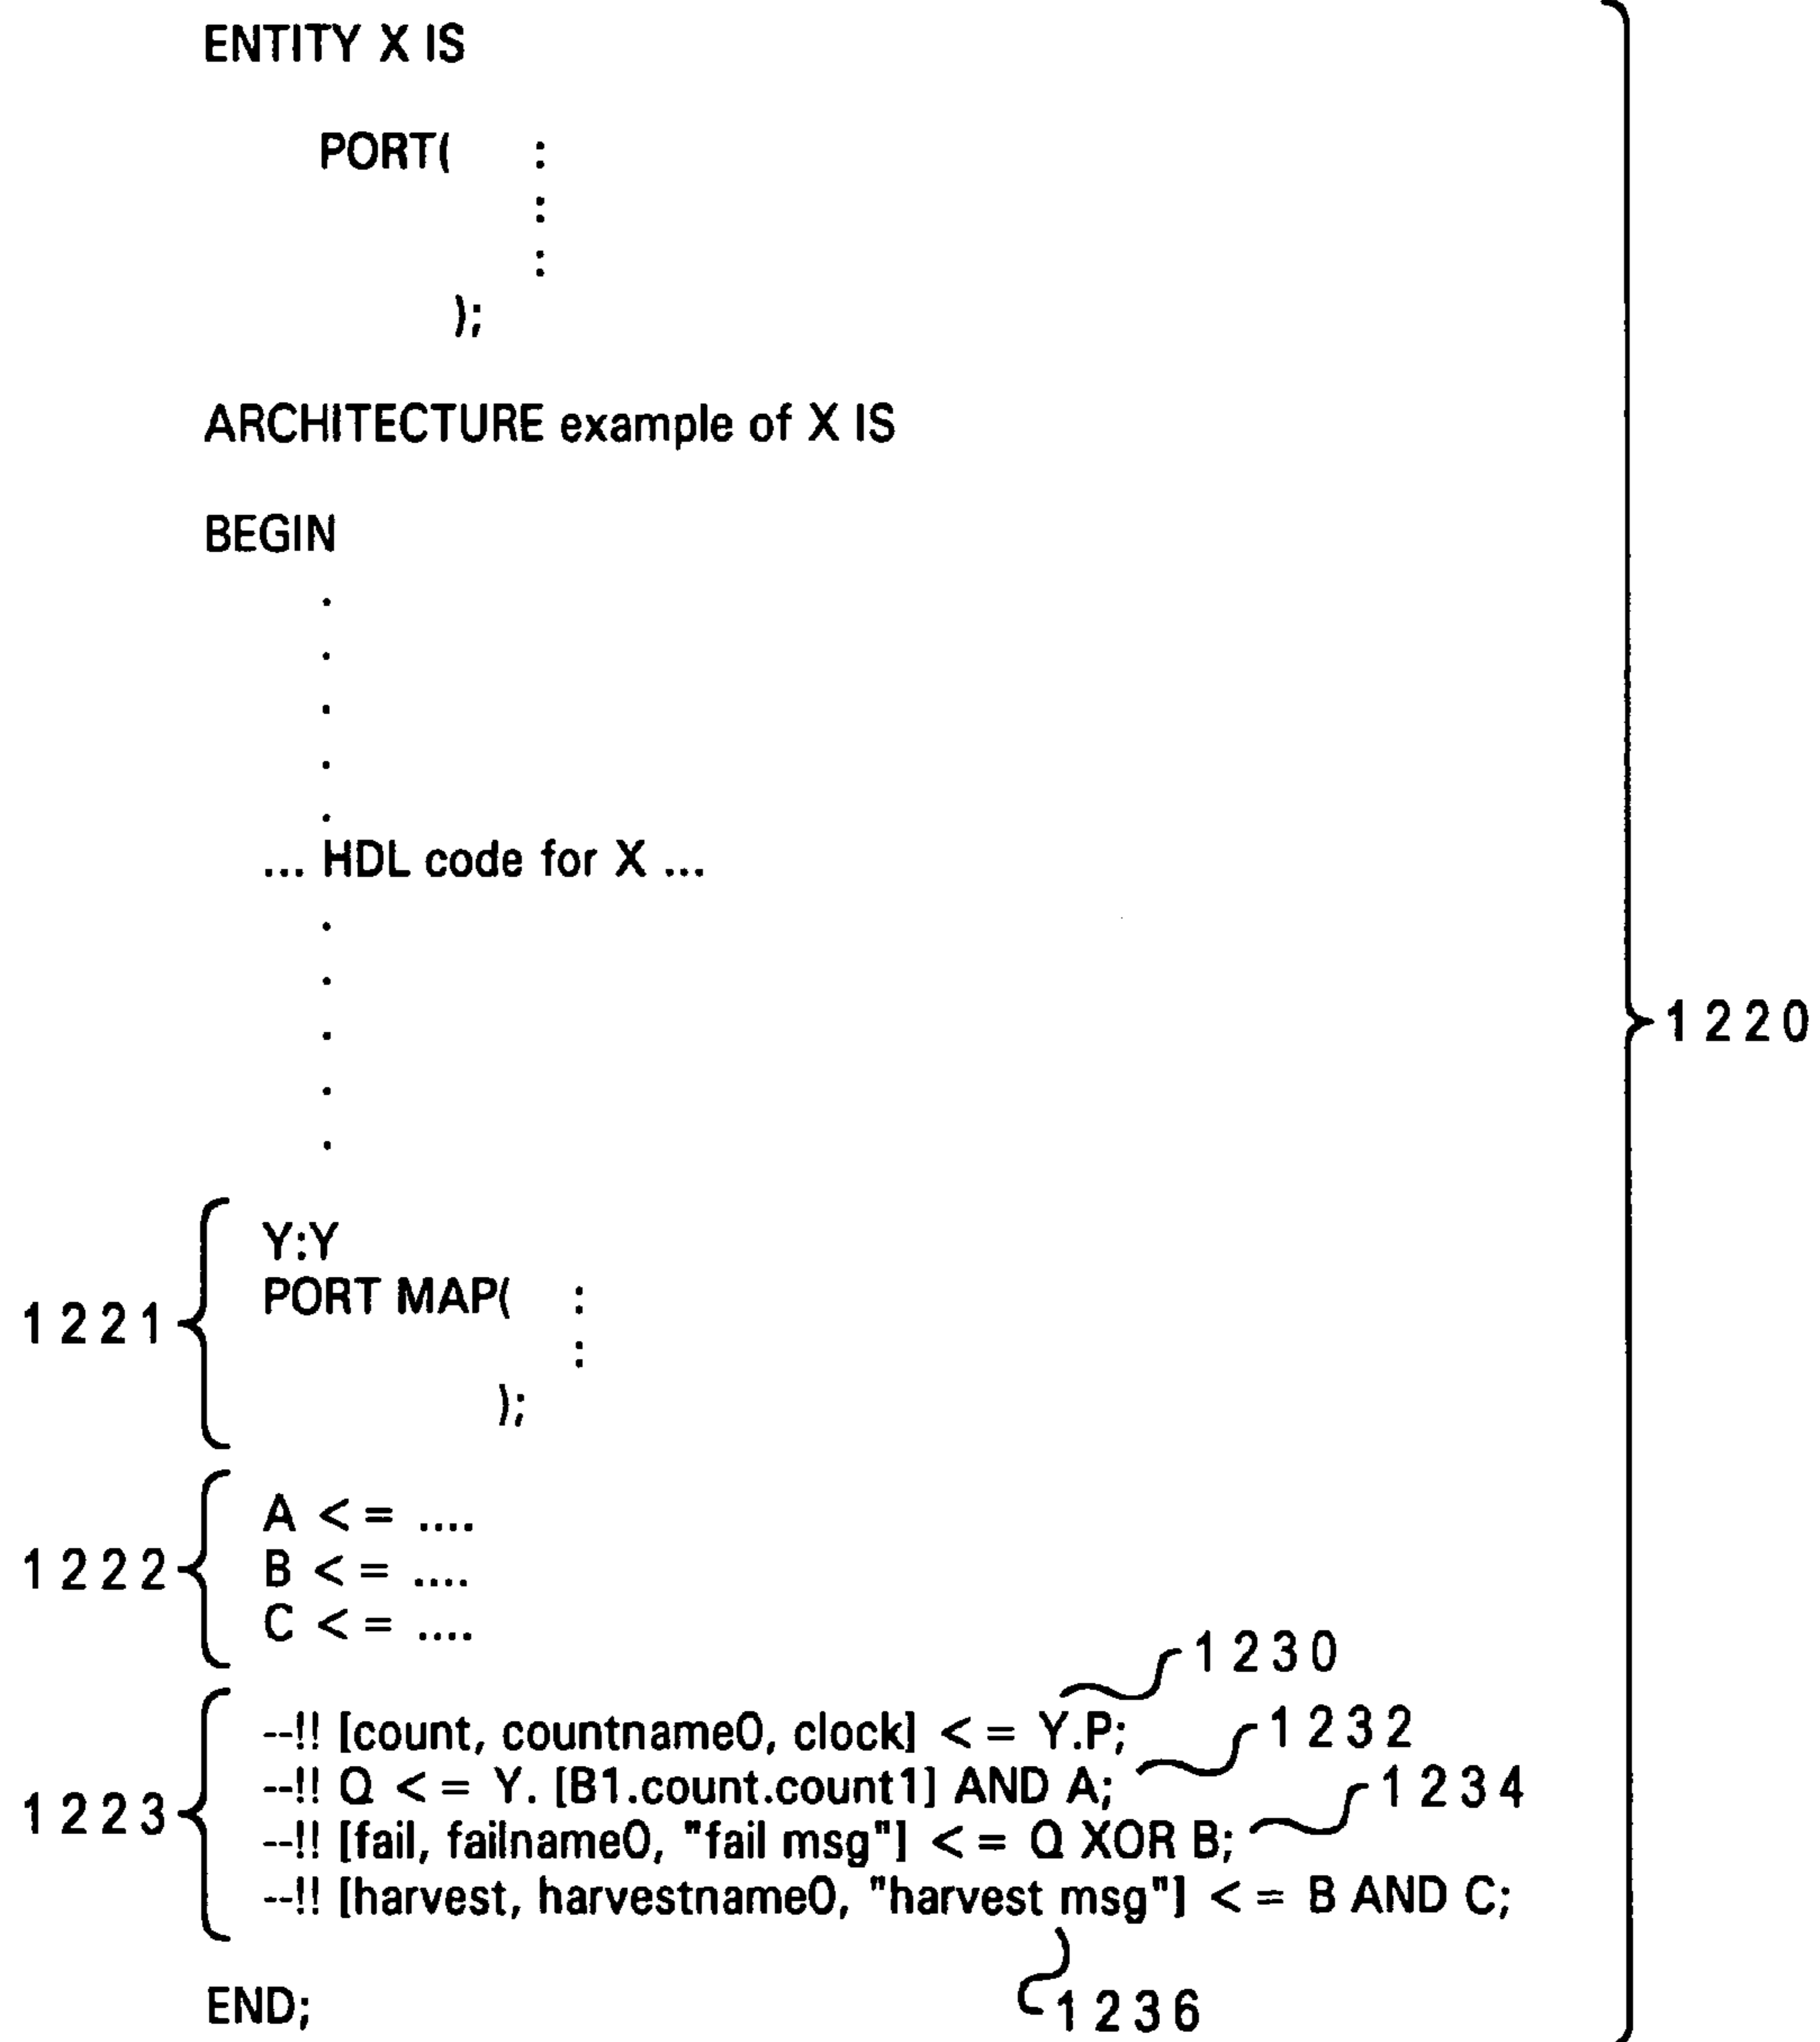 ENTITY X IS
PORT( :
:
:
);
ARCHITECTURE example of X IS
BEGIN
.
.
.
.
.
... HDL code for X ...
.
.
.
.
.
1220
Y:Y
PORT MAP( :
1221
:
);
A <= ....
1222 B <= ....
C <= ....
1230
--!! [count, countname0, clock] <= Y.P; 1232
--!! Q <= Y. [B1.count.count1] AND A; 1234
1223
--!! [fail, failname0, "fail msg"] <= Q XOR B;
--!! [harvest, harvestname0, "harvest msg"] <= B AND C;
END; 1236